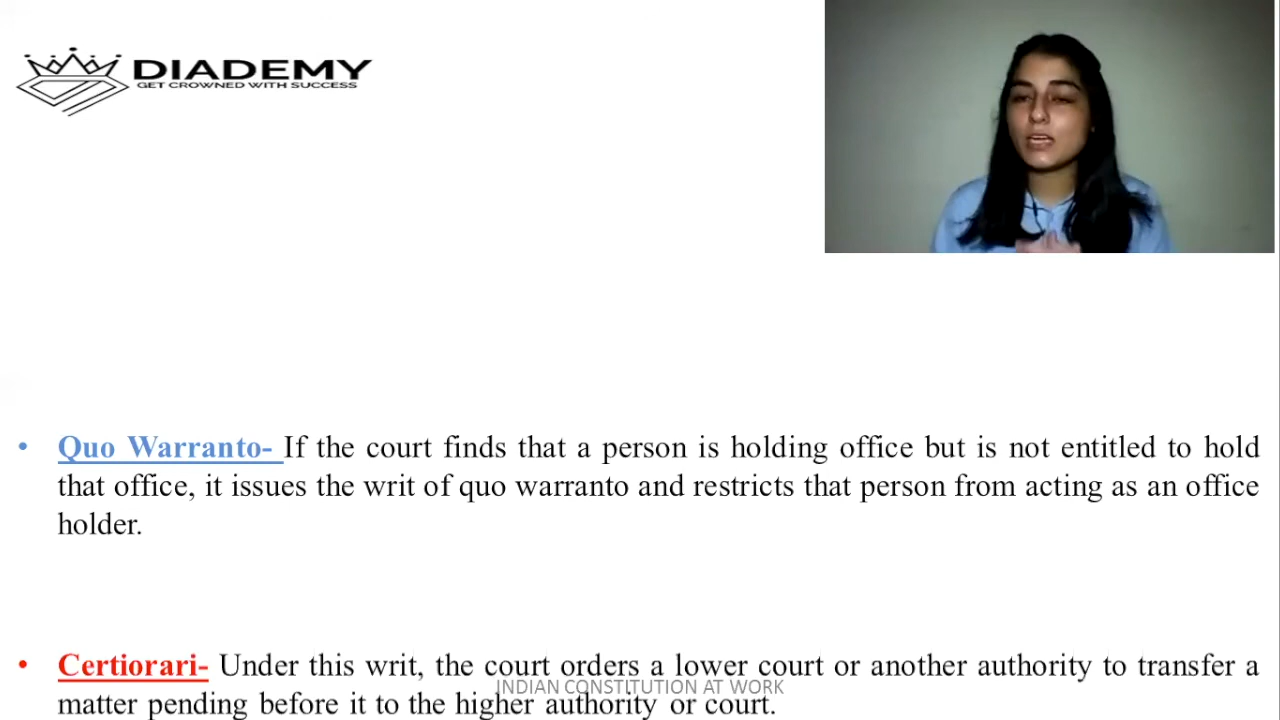 DIADEMY
GET CROWNED WITH SUCCESS
• Quo Warranto- If the court finds that a person is holding office but is not entitled to hold
that office, it issues the writ of quo warranto and restricts that person from acting as an office
holder.
• Certiorari- Under this writ, the court orders a lower court or another authority to transfer a
INDIAN CONSTITUTION AT WORK
matter pending before it to the higher authority or court.